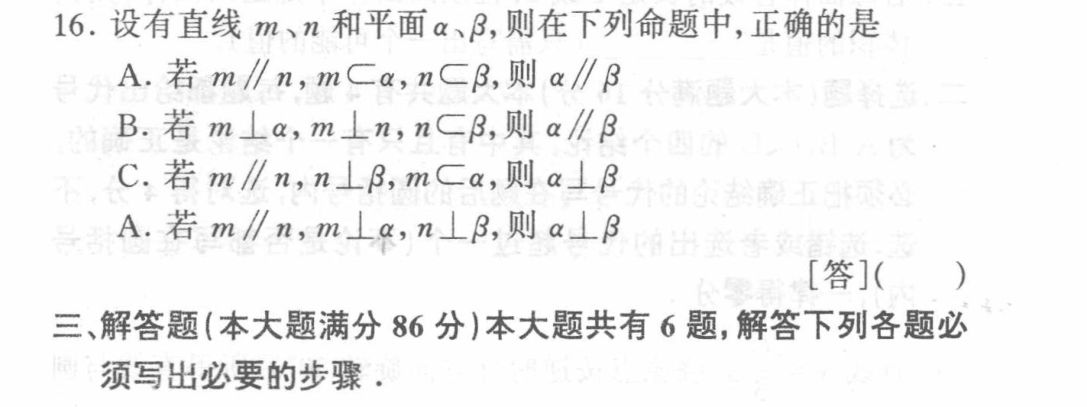 16. 设有直线 m、n 和平面 α、β,则在下列命题中,正确的是
A. 若 m∥n,m⊂α,n⊂β,则 α∥β
B. 若 m⊥α,m⊥n,n⊂β,则 α∥β
C. 若 m∥n,n⊥β,m⊂α,则 α⊥β
A. 若 m∥n,m⊥α,n⊥β,则 α⊥β
[答]( )
三、解答题(本大题满分 86 分)本大题共有 6 题,解答下列各题必
须写出必要的步骤.